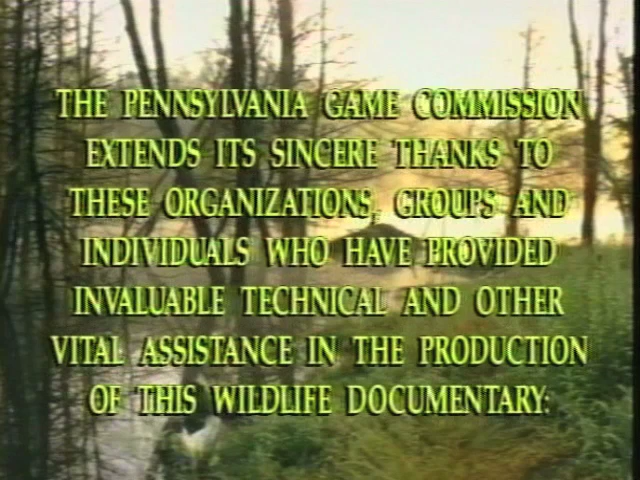 THE PENNSYLVANIA GAME COMMISSION
EXTENDS ITS SINCERE THANKS TO
THESE ORGANIZATIONS, GROUPS AND
INDIVIDUALS WHO HAVE PROVIDED
INVALUABLE TECHNICAL AND OTHER
VITAL ASSISTANCE IN THE PRODUCTION
OF THIS WILDLIFE DOCUMENTARY: